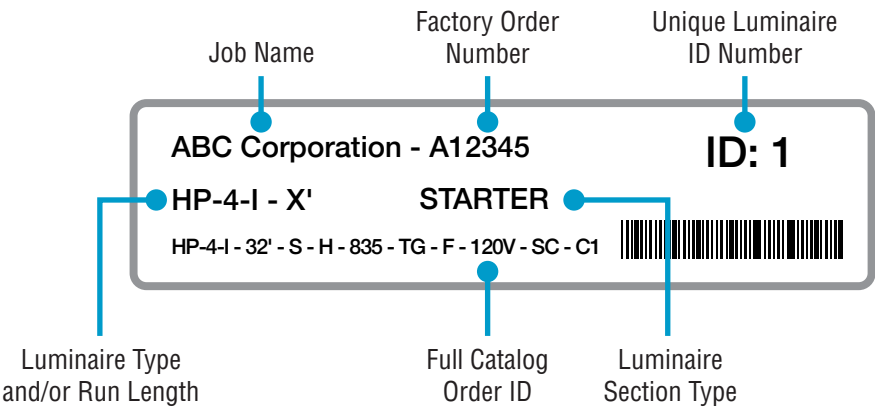 Job Name
Factory Order
Number
Unique Luminaire
ID Number
ABC Corporation - A12345
ID: 1
HP-4-I - X'
STARTER
HP-4-I - 32' - S - H - 835 - TG - F - 120V - SC - C1
Luminaire Type
and/or Run Length
Full Catalog
Order ID
Luminaire
Section Type